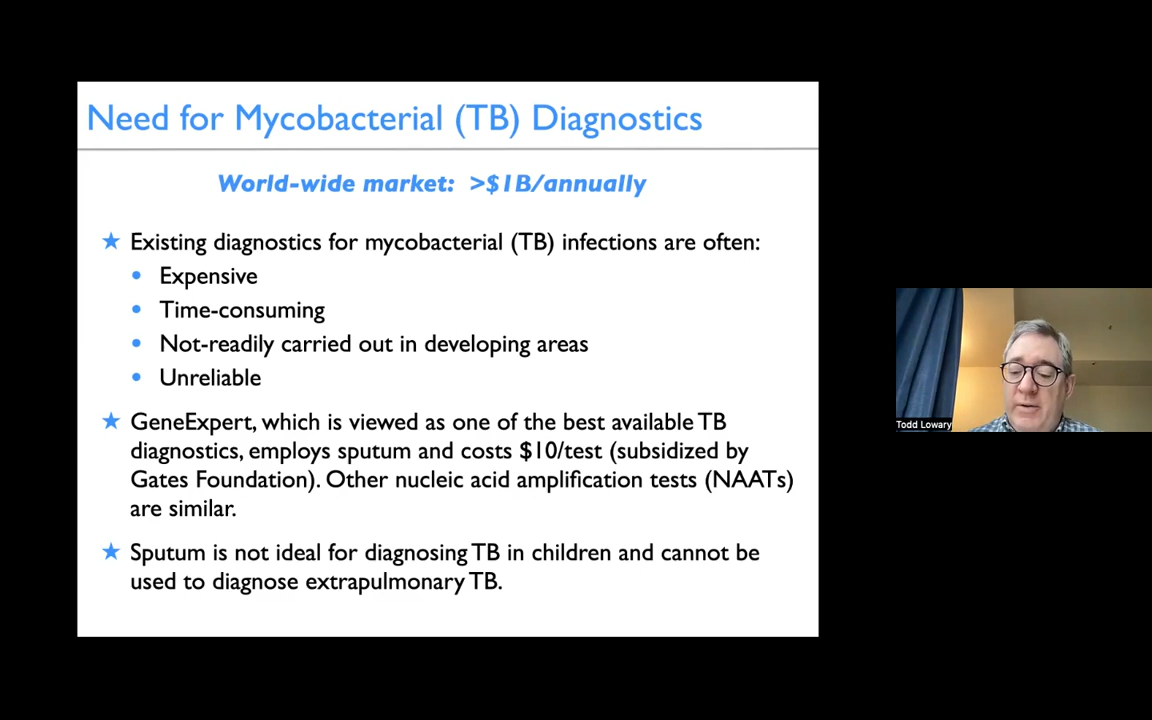 Need for Mycobacterial (TB) Diagnostics
World-wide market: >$1B/annually
★ Existing diagnostics for mycobacterial (TB) infections are often:
• Expensive
• Time-consuming
• Not-readily carried out in developing areas
• Unreliable
★ GeneExpert, which is viewed as one of the best available TB
diagnostics, employs sputum and costs $10/test (subsidized by
Gates Foundation). Other nucleic acid amplification tests (NAATs)
are similar.
★ Sputum is not ideal for diagnosing TB in children and cannot be
used to diagnose extrapulmonary TB.
Todd Lowary